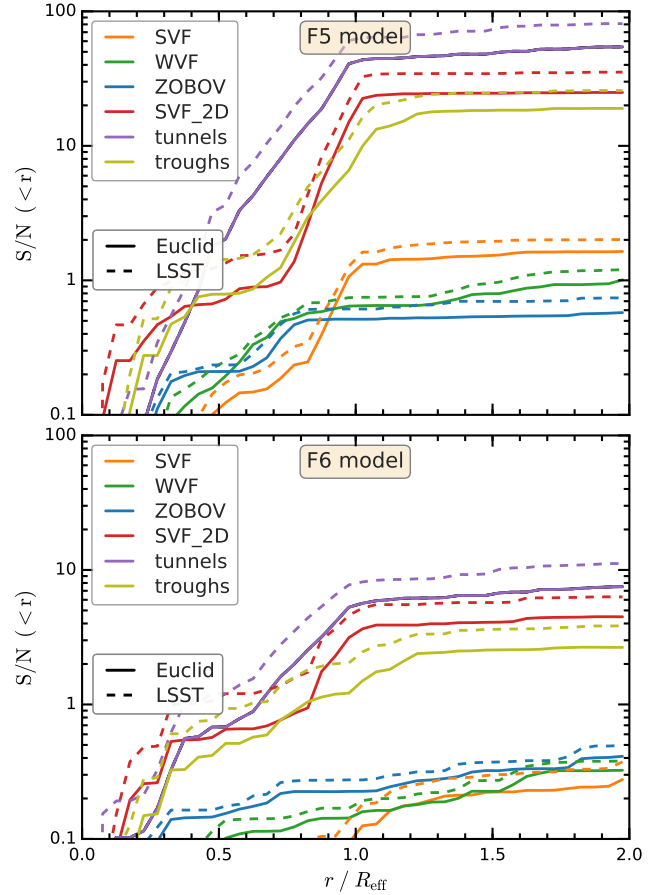 100
F5 model
SVF
WVF
ZOBOV
SVF_2D
tunnels
troughs
10
S/N (<r)
Euclid
LSST
1
0.1
100
F6 model
SVF
WVF
ZOBOV
SVF_2D
tunnels
troughs
10
S/N (<r)
Euclid
LSST
1
0.1
0.0 0.5 1.0 1.5 2.0
r / R_eff